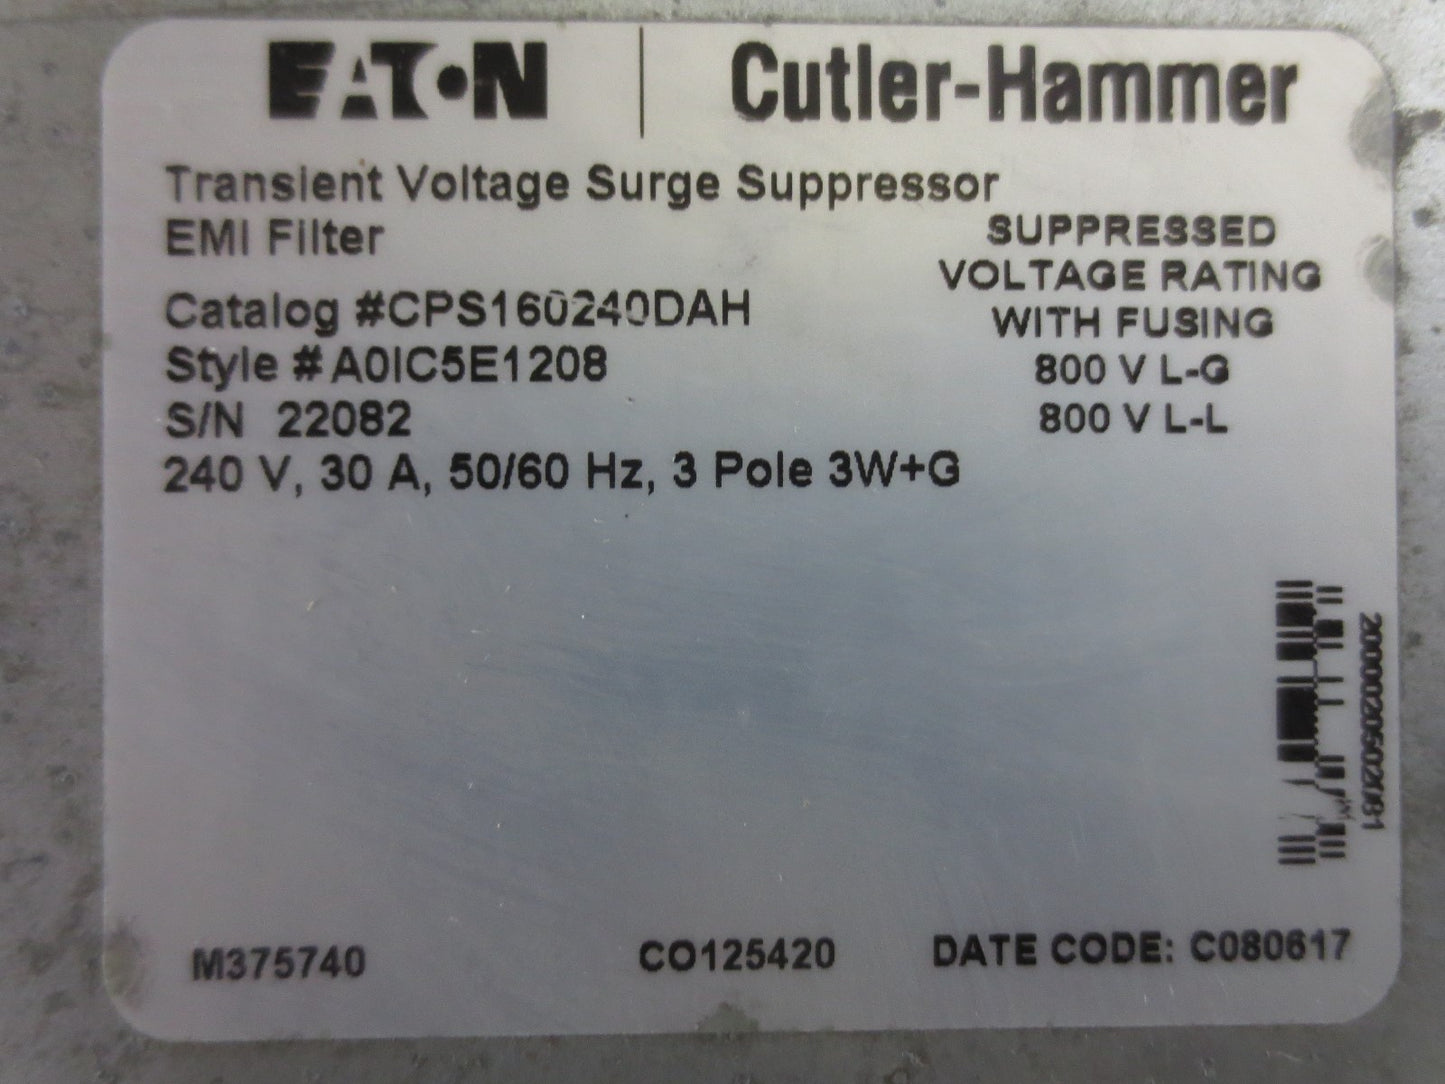 EATON | Cutler-Hammer
Transient Voltage Surge Suppressor
EMI Filter
Catalog #CPS160240DAH
Style # A0IC5E1208
S/N 22082
240 V, 30 A, 50/60 Hz, 3 Pole 3W+G
SUPPRESSED
VOLTAGE RATING
WITH FUSING
800 V L-G
800 V L-L
M375740
CO125420
DATE CODE: C080617